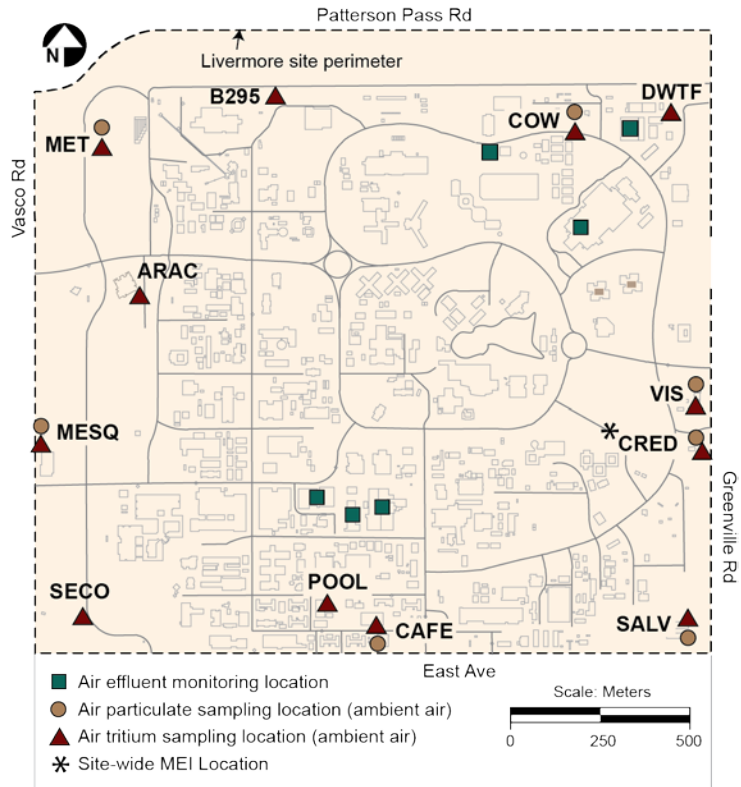 Patterson Pass Rd
N
Livermore site perimeter
B295
DWTF
COW
MET
Vasco Rd
ARAC
VIS
MESQ
CRED
Greenville Rd
SECO
POOL
CAFE
SALV
East Ave
Air effluent monitoring location
Air particulate sampling location (ambient air)
Air tritium sampling location (ambient air)
Site-wide MEI Location
Scale: Meters
0 250 500